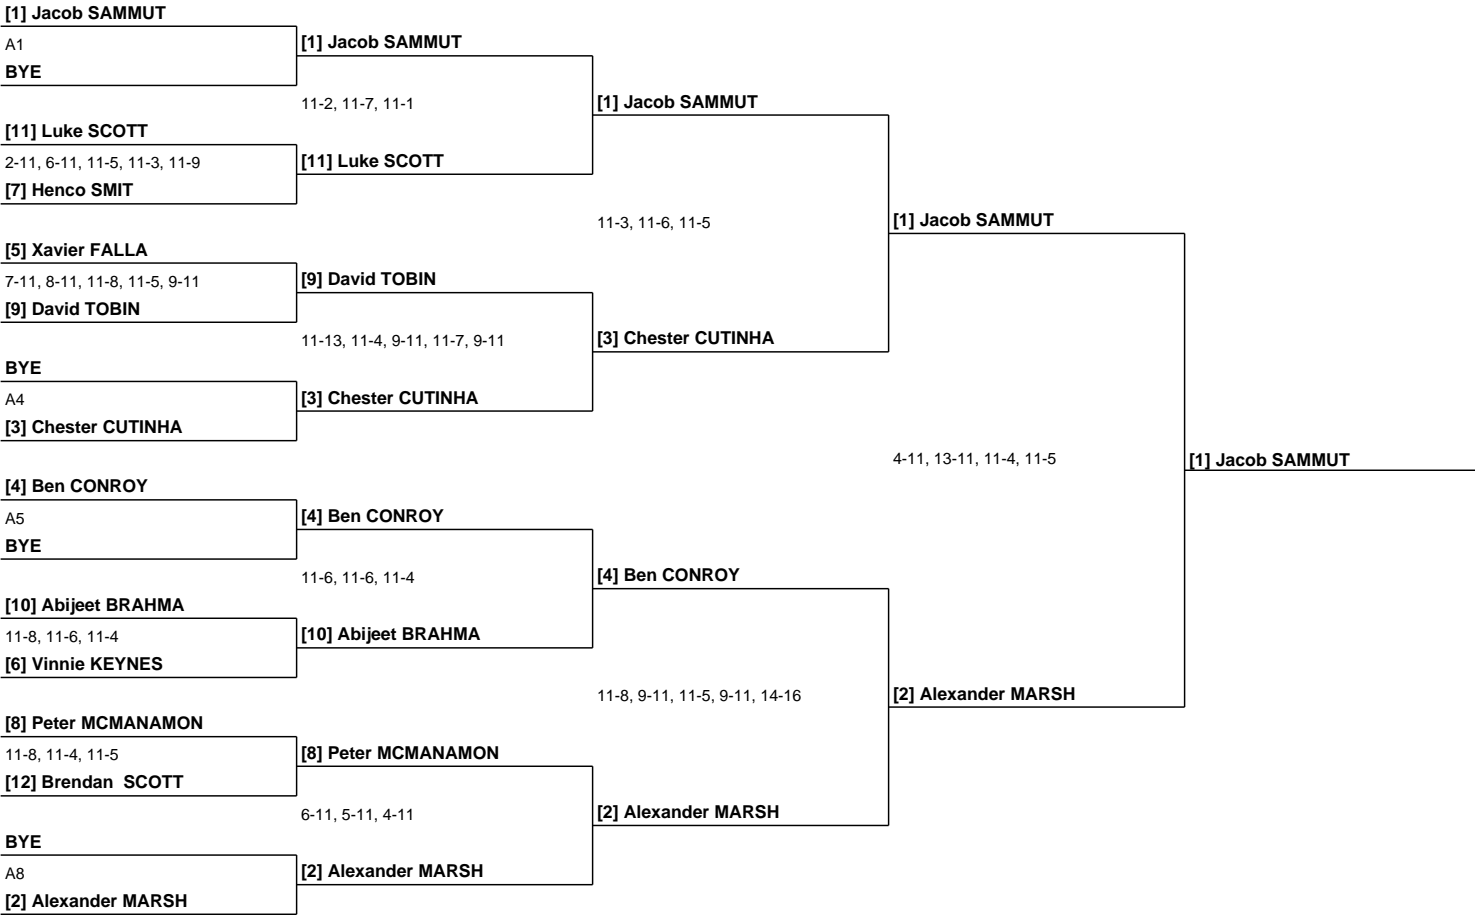 [1] Jacob SAMMUT
A1
BYE
[11] Luke SCOTT
2-11, 6-11, 11-5, 11-3, 11-9
[7] Henco SMIT
[5] Xavier FALLA
7-11, 8-11, 11-8, 11-5, 9-11
[9] David TOBIN
BYE
A4
[3] Chester CUTINHA
[4] Ben CONROY
A5
BYE
[10] Abijeet BRAHMA
11-8, 11-6, 11-4
[6] Vinnie KEYNES
[8] Peter MCMANAMON
11-8, 11-4, 11-5
[12] Brendan  SCOTT
BYE
A8
[2] Alexander MARSH
[1] Jacob SAMMUT
11-2, 11-7, 11-1
[11] Luke SCOTT
[9] David TOBIN
11-13, 11-4, 9-11, 11-7, 9-11
[3] Chester CUTINHA
[4] Ben CONROY
11-6, 11-6, 11-4
[10] Abijeet BRAHMA
[8] Peter MCMANAMON
6-11, 5-11, 4-11
[2] Alexander MARSH
[1] Jacob SAMMUT
11-3, 11-6, 11-5
[3] Chester CUTINHA
[4] Ben CONROY
11-8, 9-11, 11-5, 9-11, 14-16
[2] Alexander MARSH
[1] Jacob SAMMUT
4-11, 13-11, 11-4, 11-5
[2] Alexander MARSH
[1] Jacob SAMMUT